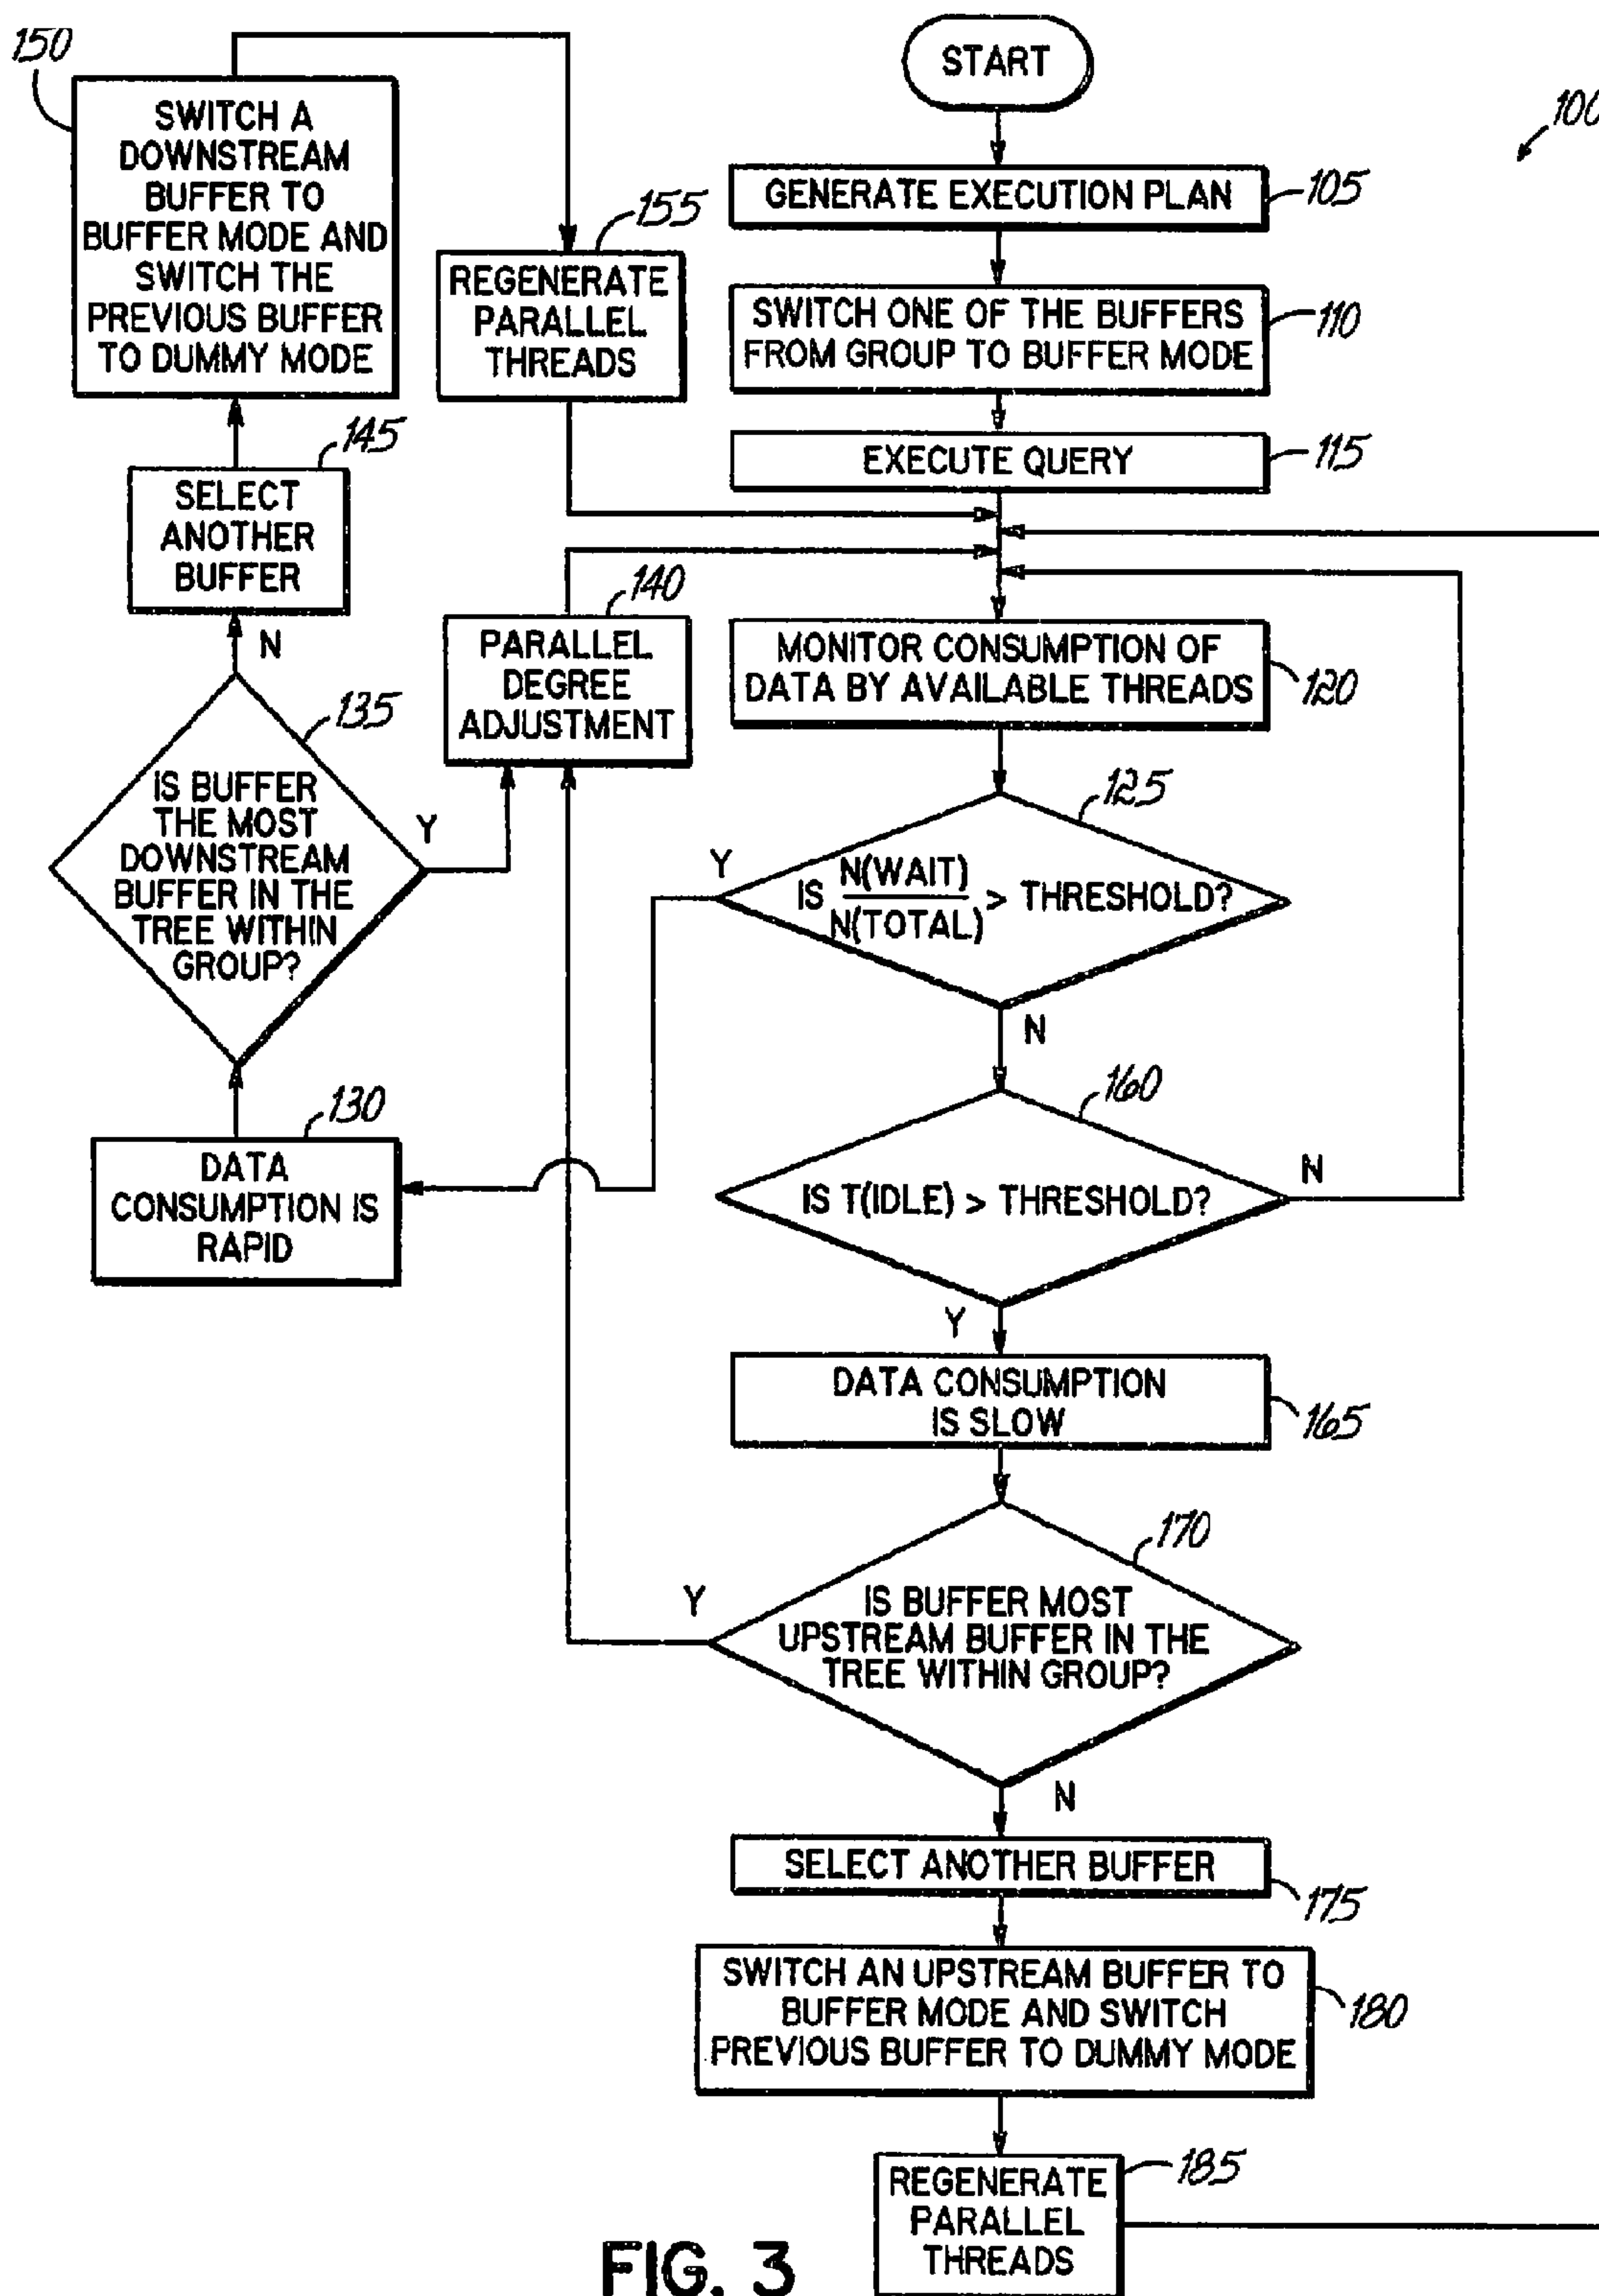 START
100
GENERATE EXECUTION PLAN
105
SWITCH ONE OF THE BUFFERS
FROM GROUP TO BUFFER MODE
110
EXECUTE QUERY
115
MONITOR CONSUMPTION OF
DATA BY AVAILABLE THREADS
120
125
IS N(WAIT)
N(TOTAL) > THRESHOLD?
Y
N
130
DATA
CONSUMPTION IS
RAPID
135
IS BUFFER
THE MOST
DOWNSTREAM
BUFFER IN THE
TREE WITHIN
GROUP?
Y
N
140
PARALLEL
DEGREE
ADJUSTMENT
145
SELECT
ANOTHER
BUFFER
150
SWITCH A
DOWNSTREAM
BUFFER TO
BUFFER MODE AND
SWITCH THE
PREVIOUS BUFFER
TO DUMMY MODE
155
REGENERATE
PARALLEL
THREADS
160
IS T(IDLE) > THRESHOLD?
N
Y
DATA CONSUMPTION
IS SLOW
165
170
IS BUFFER MOST
UPSTREAM BUFFER IN THE
TREE WITHIN GROUP?
Y
N
SELECT ANOTHER BUFFER
175
SWITCH AN UPSTREAM BUFFER TO
BUFFER MODE AND SWITCH
PREVIOUS BUFFER TO DUMMY MODE
180
REGENERATE
PARALLEL
THREADS
185
FIG. 3